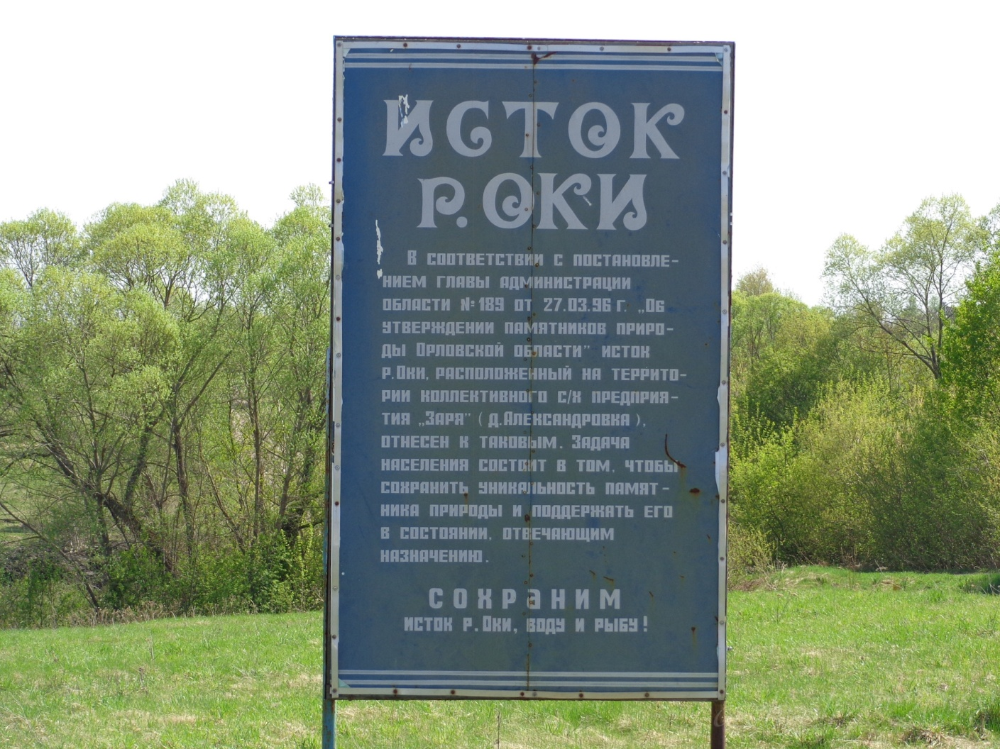 ИСТОК
Р. ОКИ
В соответствии с постановле-
нием главы администрации
области №189 от 27.03.96г. „Об
утверждении памятников приро-
ды Орловской области" исток
р.Оки, расположенный на террито-
рии коллективного с/х предприя-
тия „Заря" (д.Александровка),
отнесен к таковым. Задача
населения состоит в том, чтобы
сохранить уникальность памят-
ника природы и поддержать его
в состоянии, отвечающим
назначению.
СОХРАНИМ
исток р.Оки, воду и рыбу!